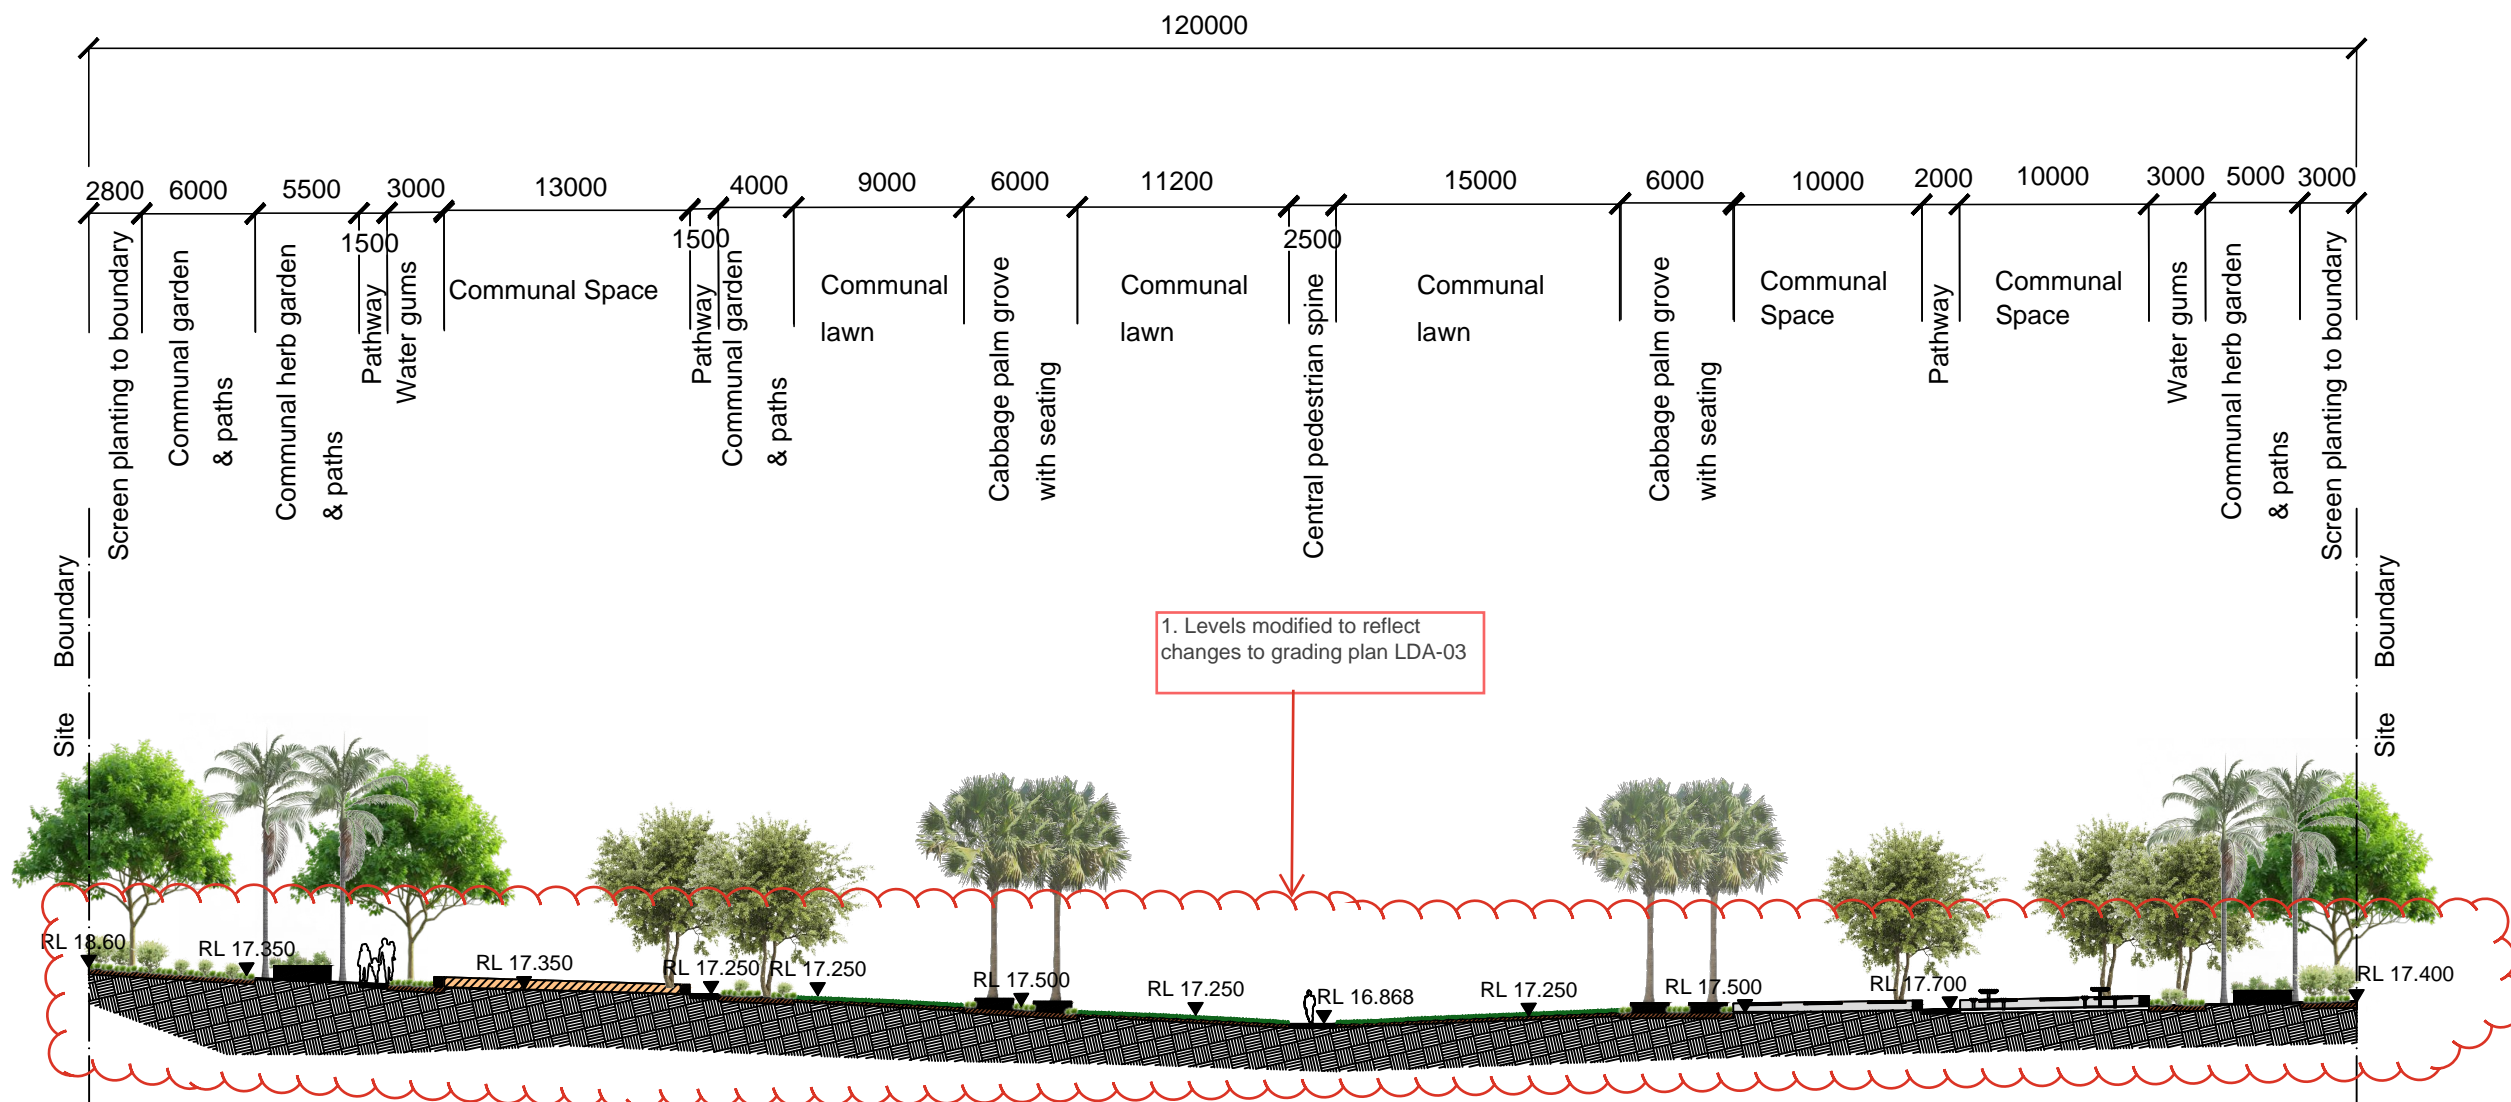 120000
2800 6000 5500 3000 13000 4000 9000 6000 11200 15000 6000 10000 2000 10000 3000 5000 3000
1500 1500 2500
Screen planting to boundary
Communal garden
& paths
Communal herb garden
& paths
Pathway
Water gums
Communal Space
Pathway
Communal garden
& paths
Communal
lawn
Cabbage palm grove
with seating
Communal
lawn
Central pedestrian spine
Communal
lawn
Cabbage palm grove
with seating
Communal
Space
Pathway
Communal
Space
Water gums
Communal herb garden
& paths
Screen planting to boundary
Site Boundary
Site Boundary
1. Levels modified to reflect
changes to grading plan LDA-03
RL 18.60
RL 17.350
RL 17.350
RL 17.250
RL 17.250
RL 17.500
RL 17.250
RL 16.868
RL 17.250
RL 17.500
RL 17.700
RL 17.400